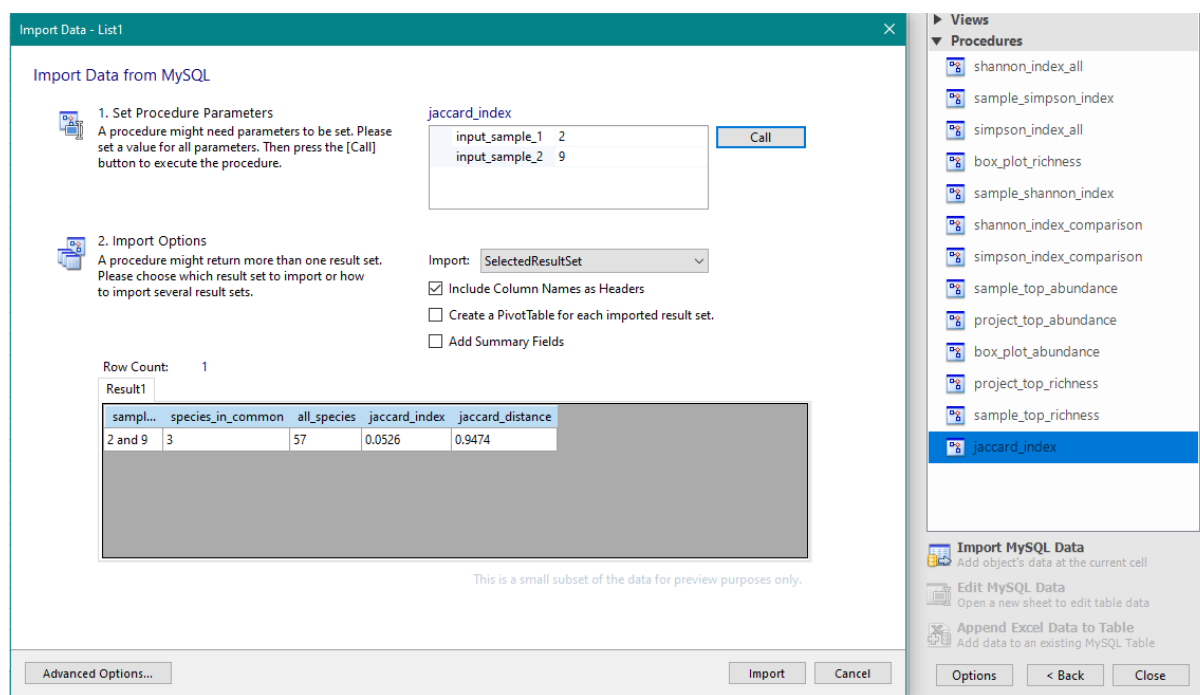 Import Data - List1
Import Data from MySQL
1. Set Procedure Parameters
A procedure might need parameters to be set. Please
set a value for all parameters. Then press the [Call]
button to execute the procedure.
jaccard_index
input_sample_1 2
input_sample_2 9
Call
2. Import Options
A procedure might return more than one result set.
Please choose which result set to import or how
to import several result sets.
Import: SelectedResultSet
Include Column Names as Headers
Create a PivotTable for each imported result set.
Add Summary Fields
Row Count: 1
Result1
sampl... species_in_common all_species jaccard_index jaccard_distance
2 and 9 3 57 0.0526 0.9474
This is a small subset of the data for preview purposes only.
Advanced Options...
Import
Cancel
Views
Procedures
shannon_index_all
sample_simpson_index
simpson_index_all
box_plot_richness
sample_shannon_index
shannon_index_comparison
simpson_index_comparison
sample_top_abundance
project_top_abundance
box_plot_abundance
project_top_richness
sample_top_richness
jaccard_index
Import MySQL Data
Add object's data at the current cell
Edit MySQL Data
Open a new sheet to edit table data
Append Excel Data to Table
Add data to an existing MySQL Table
Options
< Back
Close